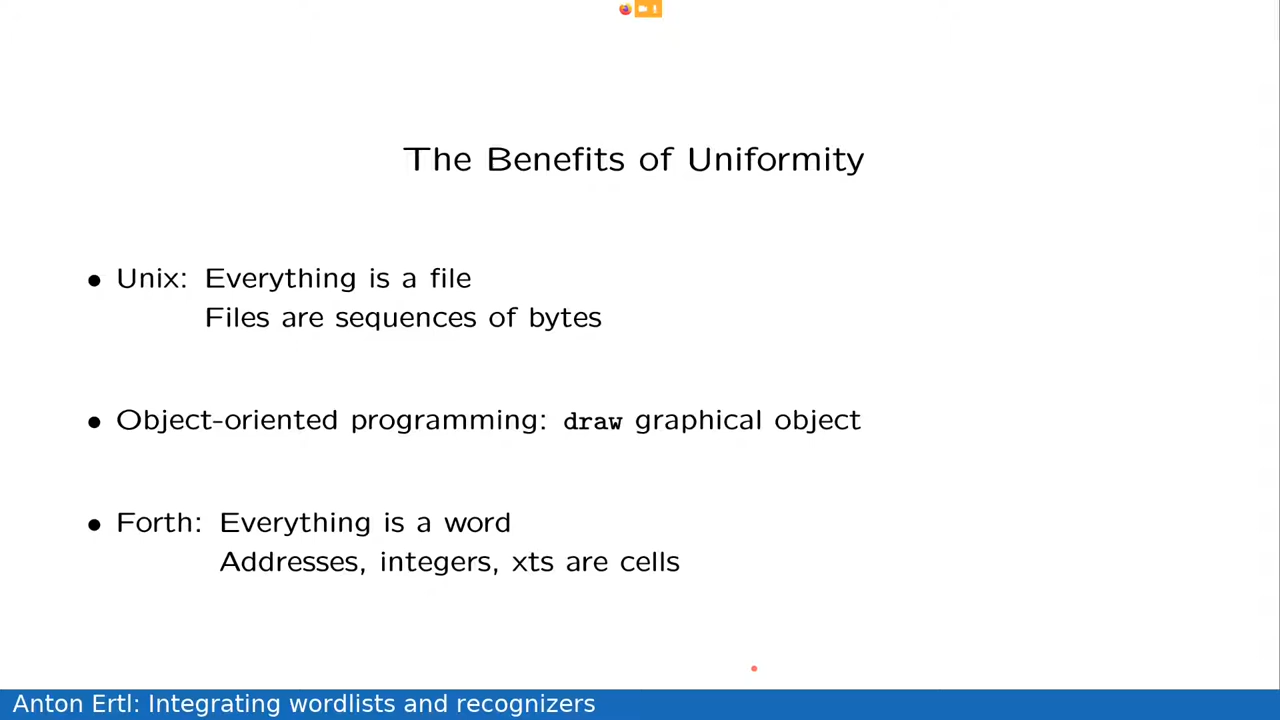 The Benefits of Uniformity
• Unix: Everything is a file
Files are sequences of bytes
• Object-oriented programming: draw graphical object
• Forth: Everything is a word
Addresses, integers, xts are cells
Anton Ertl: Integrating wordlists and recognizers